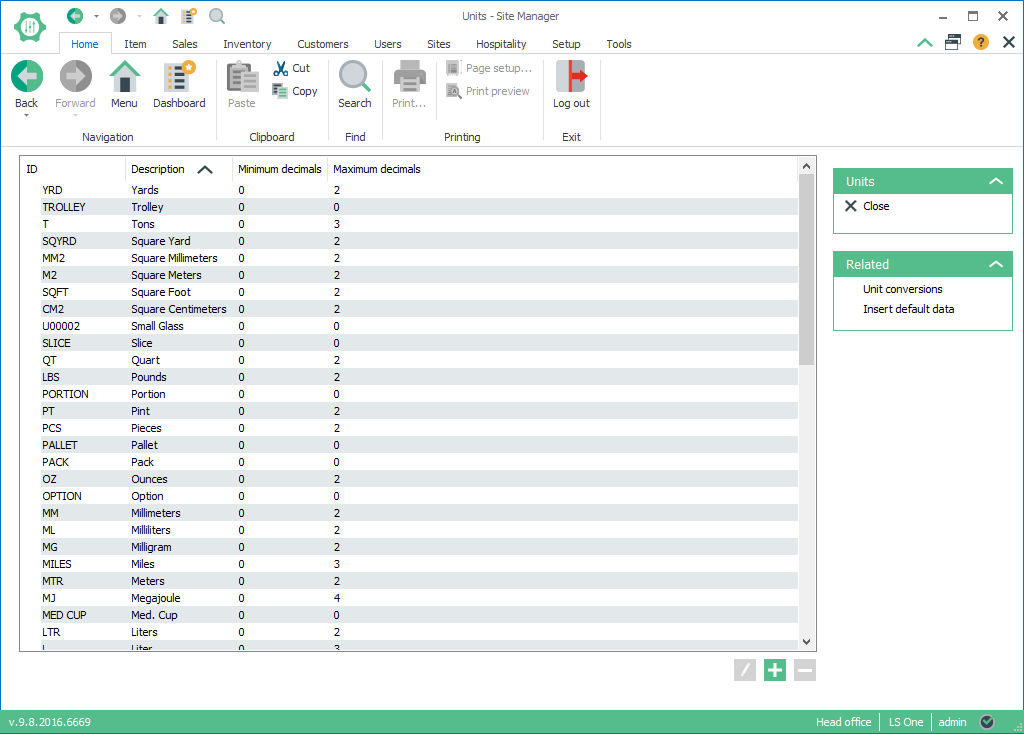 Units - Site Manager
Home Item Sales Inventory Customers Users Sites Hospitality Setup Tools
Back Forward Menu Dashboard Paste Cut Copy Search Print... Page setup... Print preview Log out
Navigation Clipboard Find Printing Exit
ID Description Minimum decimals Maximum decimals
YRD Yards 0 2
TROLLEY Trolley 0 0
T Tons 0 3
SQYRD Square Yard 0 2
MM2 Square Millimeters 0 2
M2 Square Meters 0 2
SQFT Square Foot 0 2
CM2 Square Centimeters 0 2
U00002 Small Glass 0 0
SLICE Slice 0 0
QT Quart 0 2
LBS Pounds 0 2
PORTION Portion 0 0
PT Pint 0 2
PCS Pieces 0 2
PALLET Pallet 0 0
PACK Pack 0 0
OZ Ounces 0 2
OPTION Option 0 0
MM Millimeters 0 2
ML Milliliters 0 2
MG Milligram 0 2
MILES Miles 0 3
MTR Meters 0 2
MJ Megajoule 0 4
MED CUP Med. Cup 0 0
LTR Liters 0 2
L Liter 0 3
Units
Close
Related
Unit conversions
Insert default data
v.9.8.2016.6669
Head office LS One admin